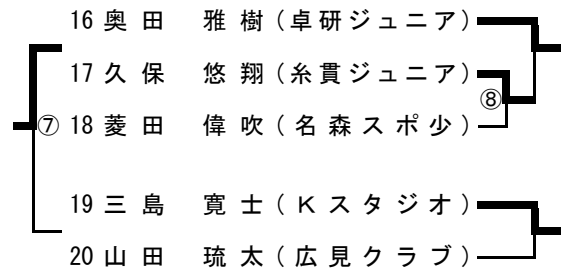 16 奥田 雅樹(卓研ジュニア)
17 久保 悠翔(糸貫ジュニア)
⑧
⑦ 18 菱田 偉吹(名森スポ少)
19 三島 寛士(Kスタジオ)
20 山田 琉太(広見クラブ)